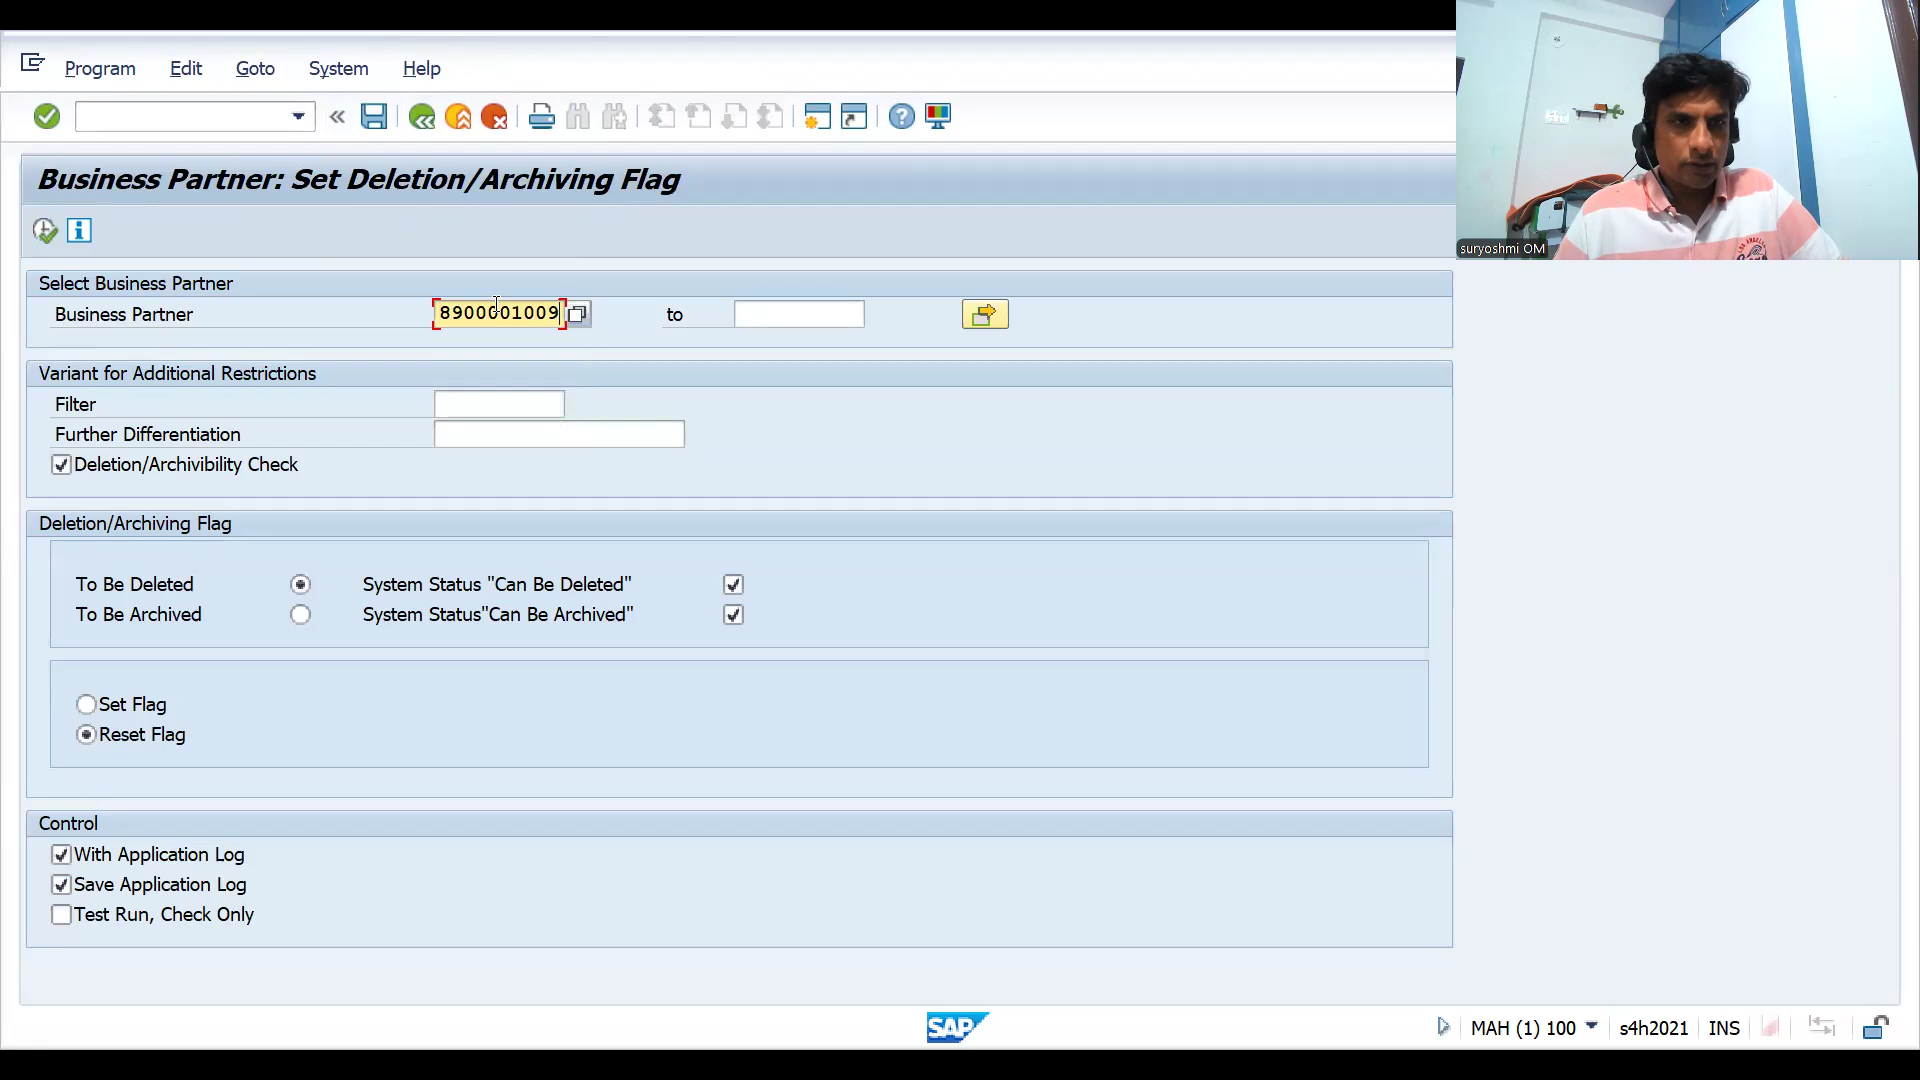 Program Edit Goto System Help
Business Partner: Set Deletion/Archiving Flag
Select Business Partner
Business Partner 8900001009 to
Variant for Additional Restrictions
Filter
Further Differentiation
Deletion/Archivibility Check
Deletion/Archiving Flag
To Be Deleted System Status "Can Be Deleted"
To Be Archived System Status"Can Be Archived"
Set Flag
Reset Flag
Control
With Application Log
Save Application Log
Test Run, Check Only
SAP MAH (1) 100 s4h2021 INS
suryoshmi OM